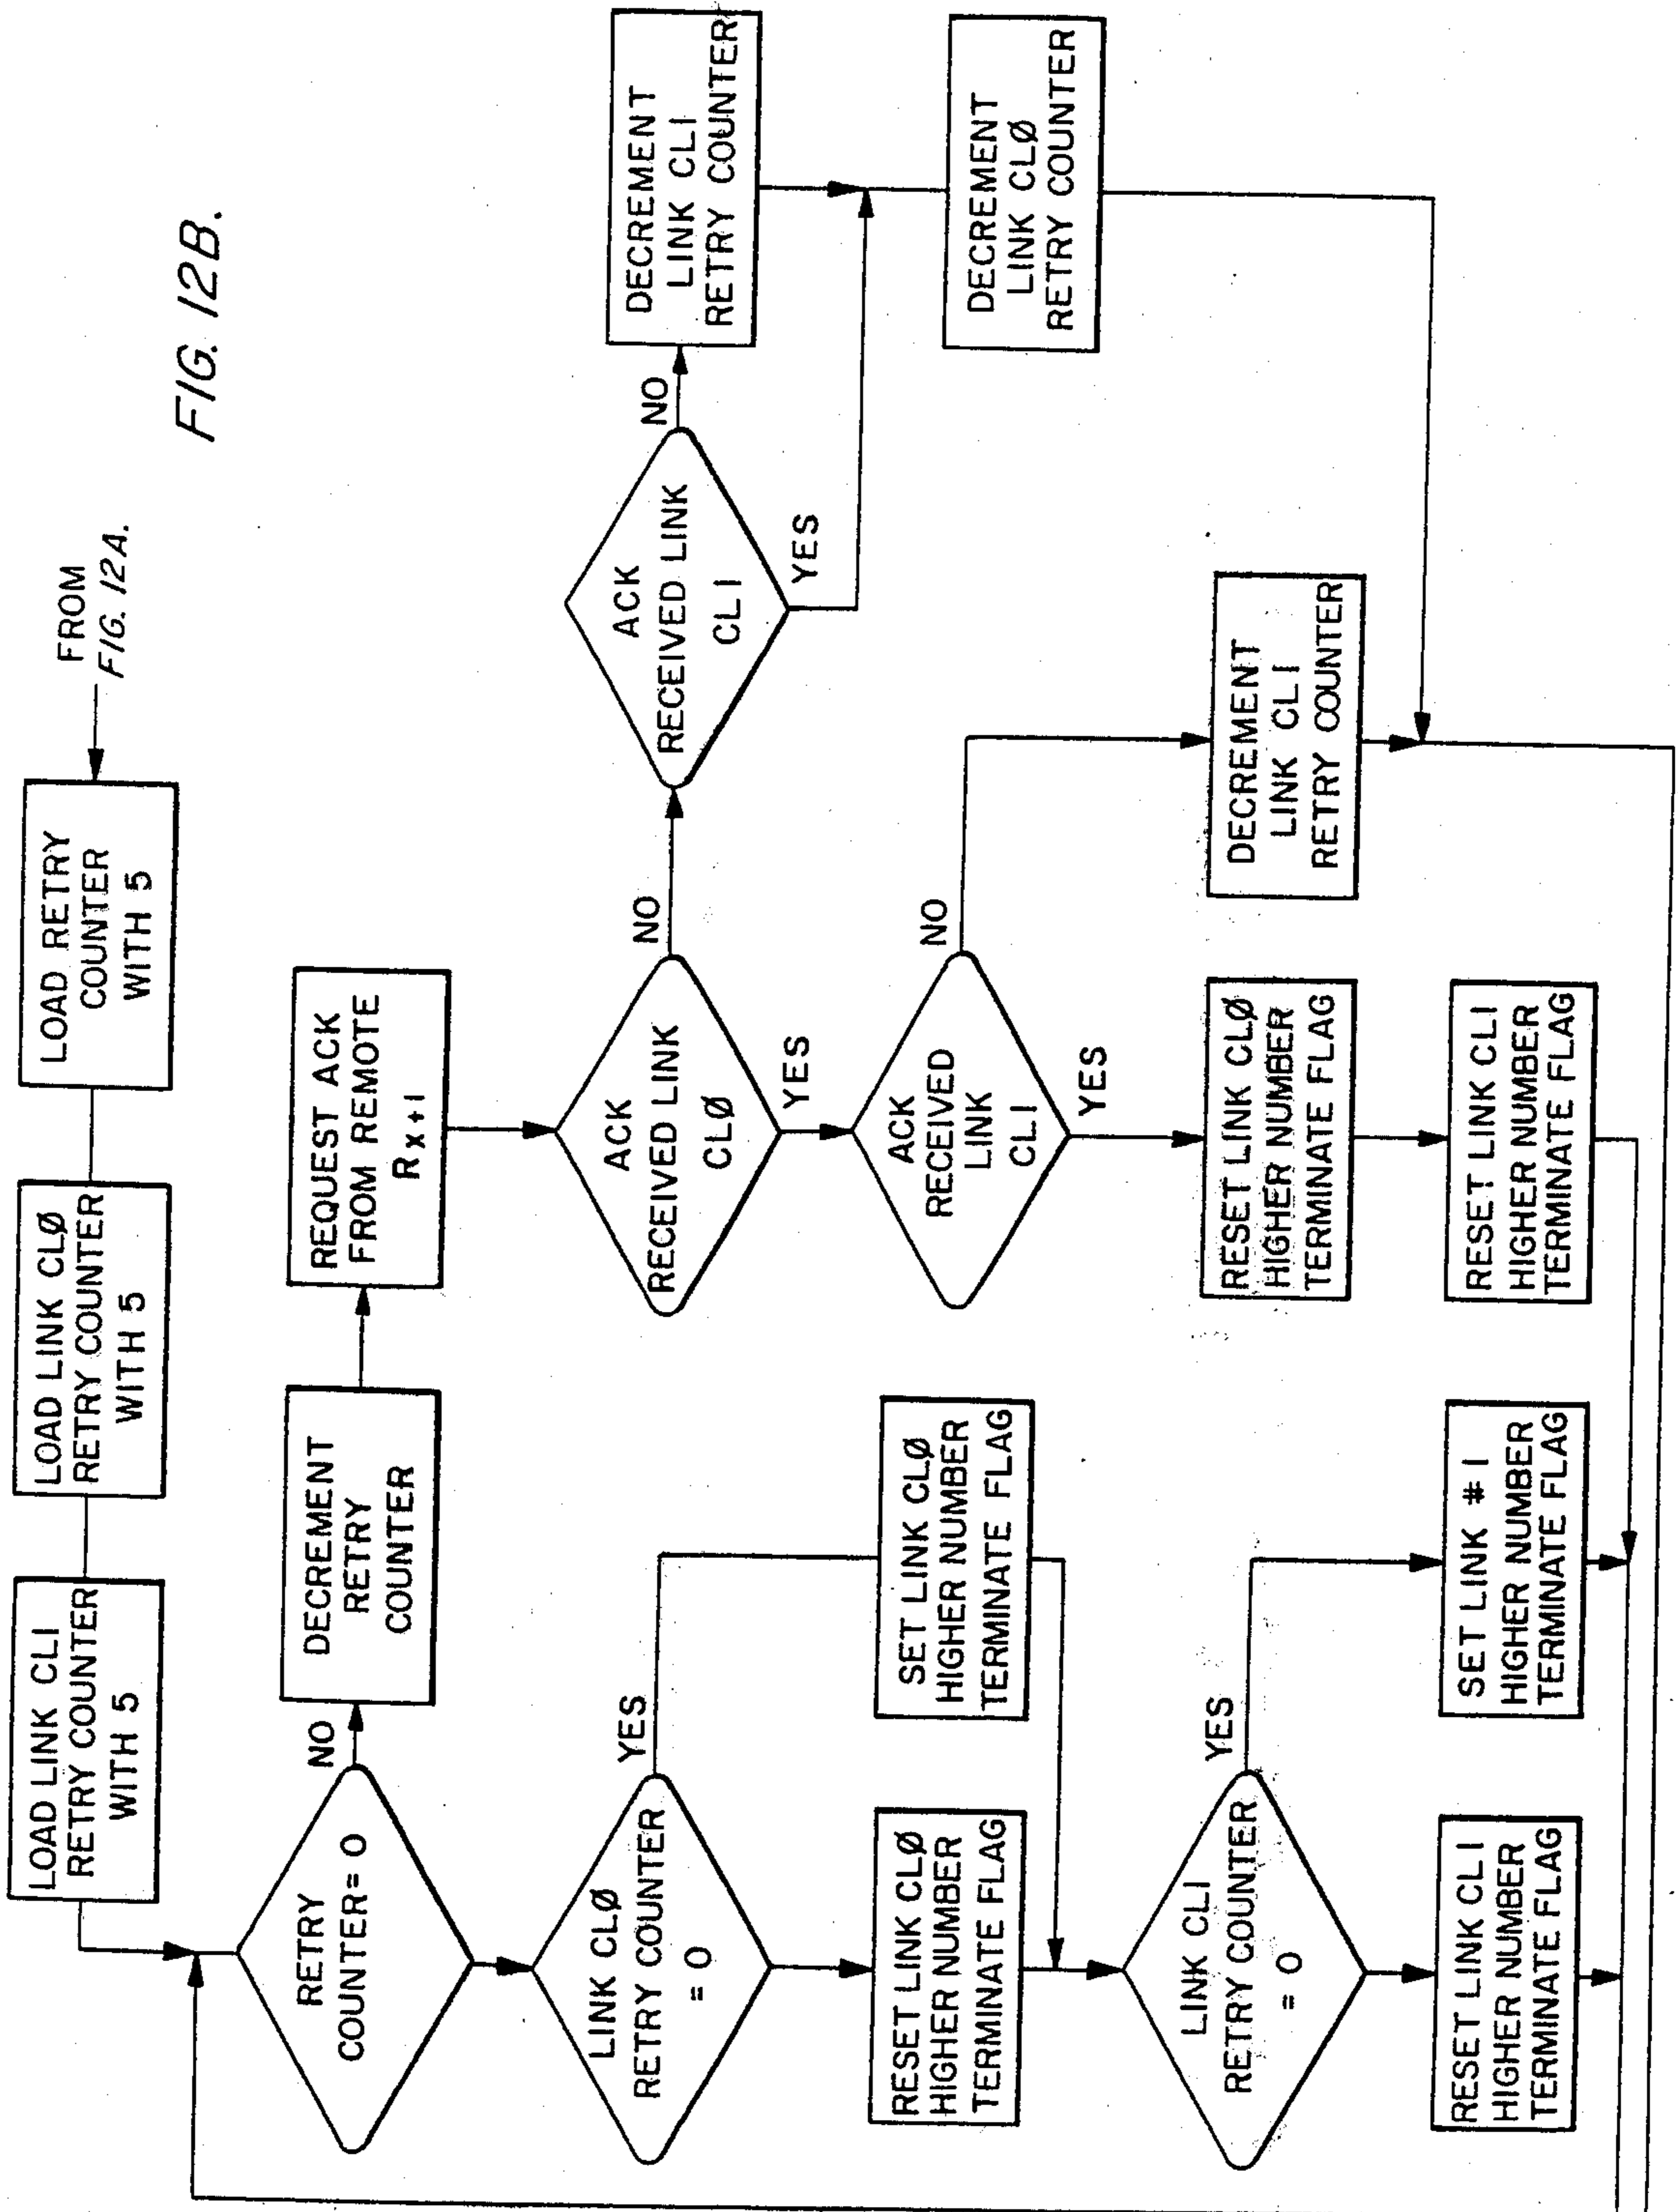 FIG. 12B.
FROM
FIG. 12A.
LOAD RETRY
COUNTER
WITH 5
LOAD LINK CLØ
RETRY COUNTER
WITH 5
LOAD LINK CL1
RETRY COUNTER
WITH 5
RETRY
COUNTER= 0
NO
DECREMENT
RETRY
COUNTER
REQUEST ACK
FROM REMOTE
Rx+1
ACK
RECEIVED LINK
CLØ
NO
ACK
RECEIVED LINK
CL1
NO
DECREMENT
LINK CL1
RETRY COUNTER
YES
DECREMENT
LINK CLØ
RETRY COUNTER
YES
ACK
RECEIVED
LINK
CL1
NO
DECREMENT
LINK CL1
RETRY COUNTER
YES
RESET LINK CLØ
HIGHER NUMBER
TERMINATE FLAG
RESET LINK CL1
HIGHER NUMBER
TERMINATE FLAG
LINK CLØ
RETRY COUNTER
= 0
YES
SET LINK CLØ
HIGHER NUMBER
TERMINATE FLAG
RESET LINK CLØ
HIGHER NUMBER
TERMINATE FLAG
LINK CL1
RETRY COUNTER
= 0
YES
SET LINK #1
HIGHER NUMBER
TERMINATE FLAG
RESET LINK CL1
HIGHER NUMBER
TERMINATE FLAG